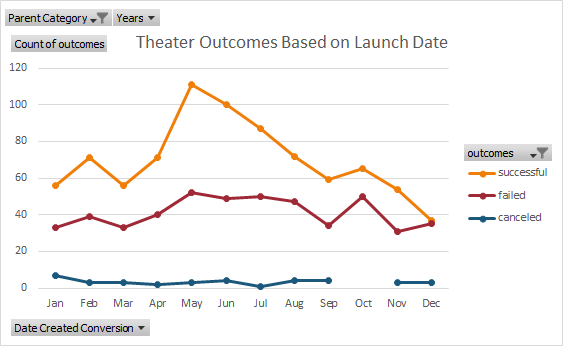 Parent Category Years
Count of outcomes
Theater Outcomes Based on Launch Date
120
100
80
60
40
20
0
Jan Feb Mar Apr May Jun Jul Aug Sep Oct Nov Dec
outcomes
successful
failed
canceled
Date Created Conversion